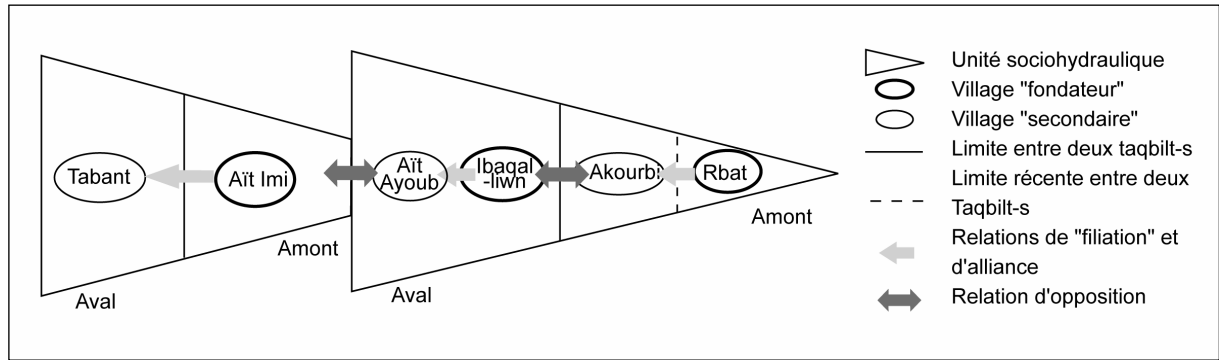 Tabant
Aït Imi
Aït
Ayoub
Ibaqal
-liwn
Akourbi
Rbat
Amont
Aval
Amont
Aval
Unité sociohydraulique
Village "fondateur"
Village "secondaire"
Limite entre deux taqbilt-s
Limite récente entre deux
Taqbilt-s
Relations de "filiation" et
d'alliance
Relation d'opposition